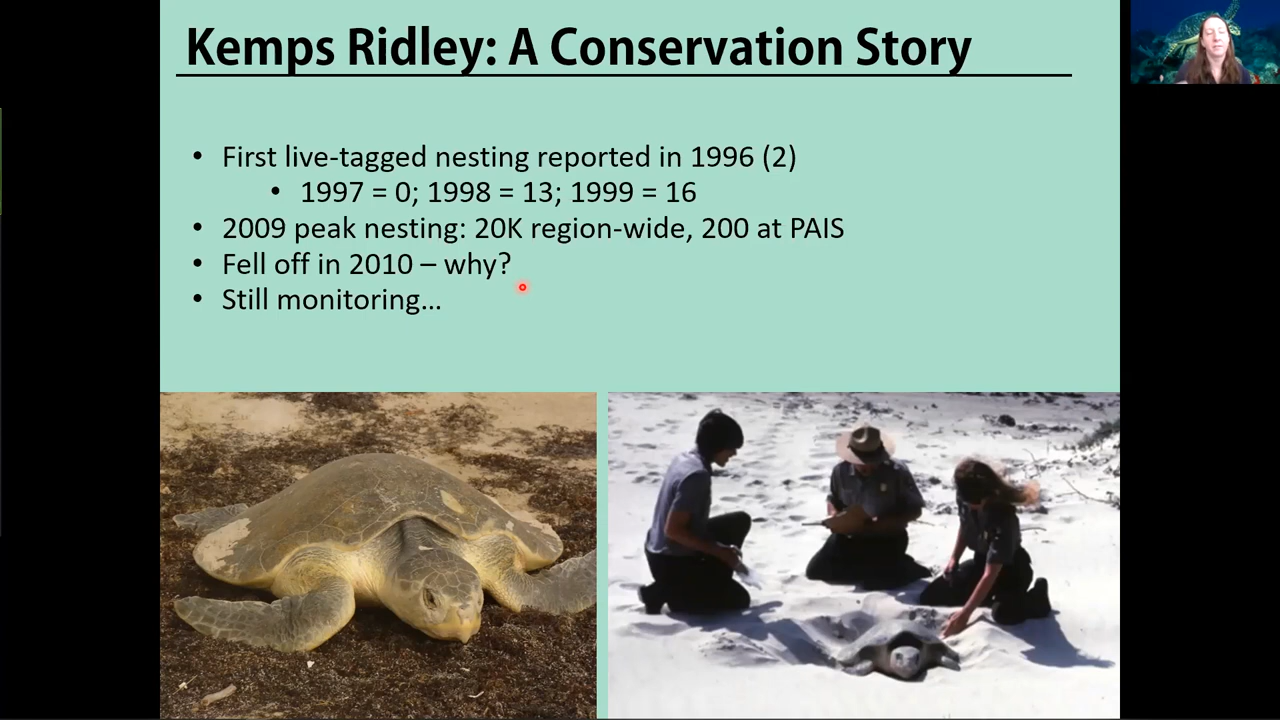 Kemps Ridley: A Conservation Story
• First live-tagged nesting reported in 1996 (2)
• 1997 = 0; 1998 = 13; 1999 = 16
• 2009 peak nesting: 20K region-wide, 200 at PAIS
• Fell off in 2010 – why?
• Still monitoring…